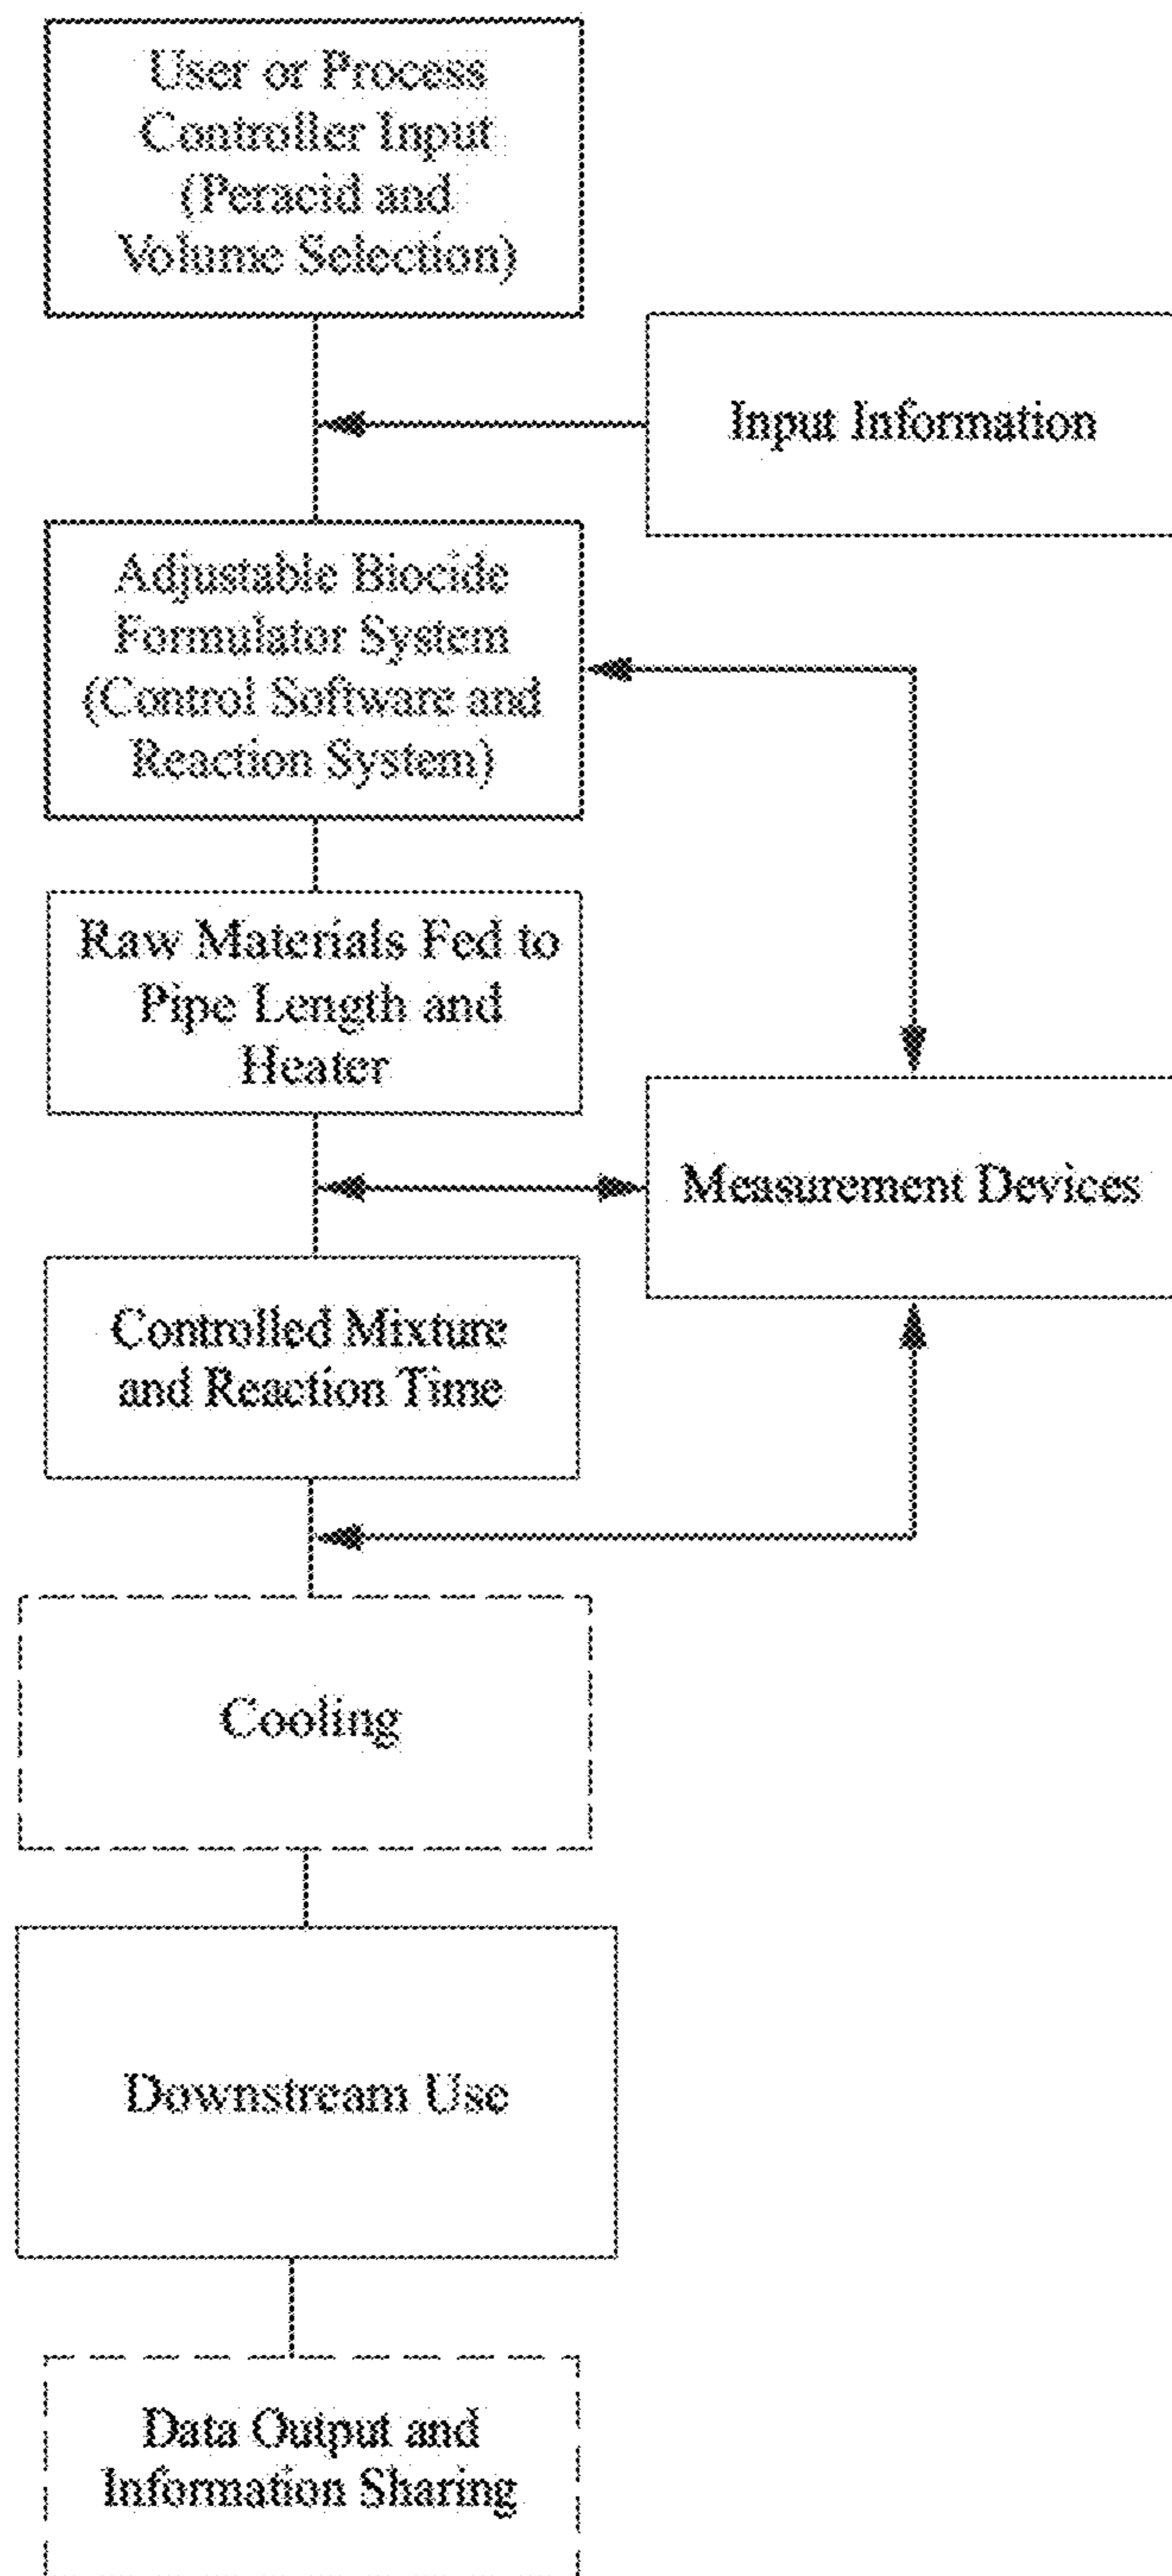 User or Process
Controller Input
(Peracid and
Volume Selection)
Input Information
Adjustable Biocide
Formulator System
(Control Software and
Reaction System)
Raw Materials Fed to
Pipe Length and
Heater
Measurement Devices
Controlled Mixture
and Reaction Time
Cooling
Downstream Use
Data Output and
Information Sharing